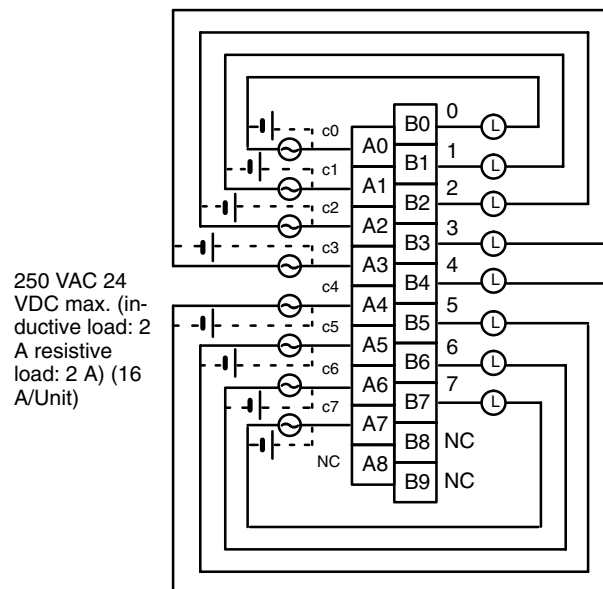 0
c0 B0 L
A0 1
c1 B1 L
A1 2
c2 B2 L
A2 3
c3 B3 L
A3 4
c4 B4 L
A4 5
c5 B5 L
A5 6
c6 B6 L
A6 7
c7 B7 L
A7
B8 NC
NC A8
B9 NC
250 VAC 24
VDC max. (in-
ductive load: 2
A resistive
load: 2 A) (16
A/Unit)